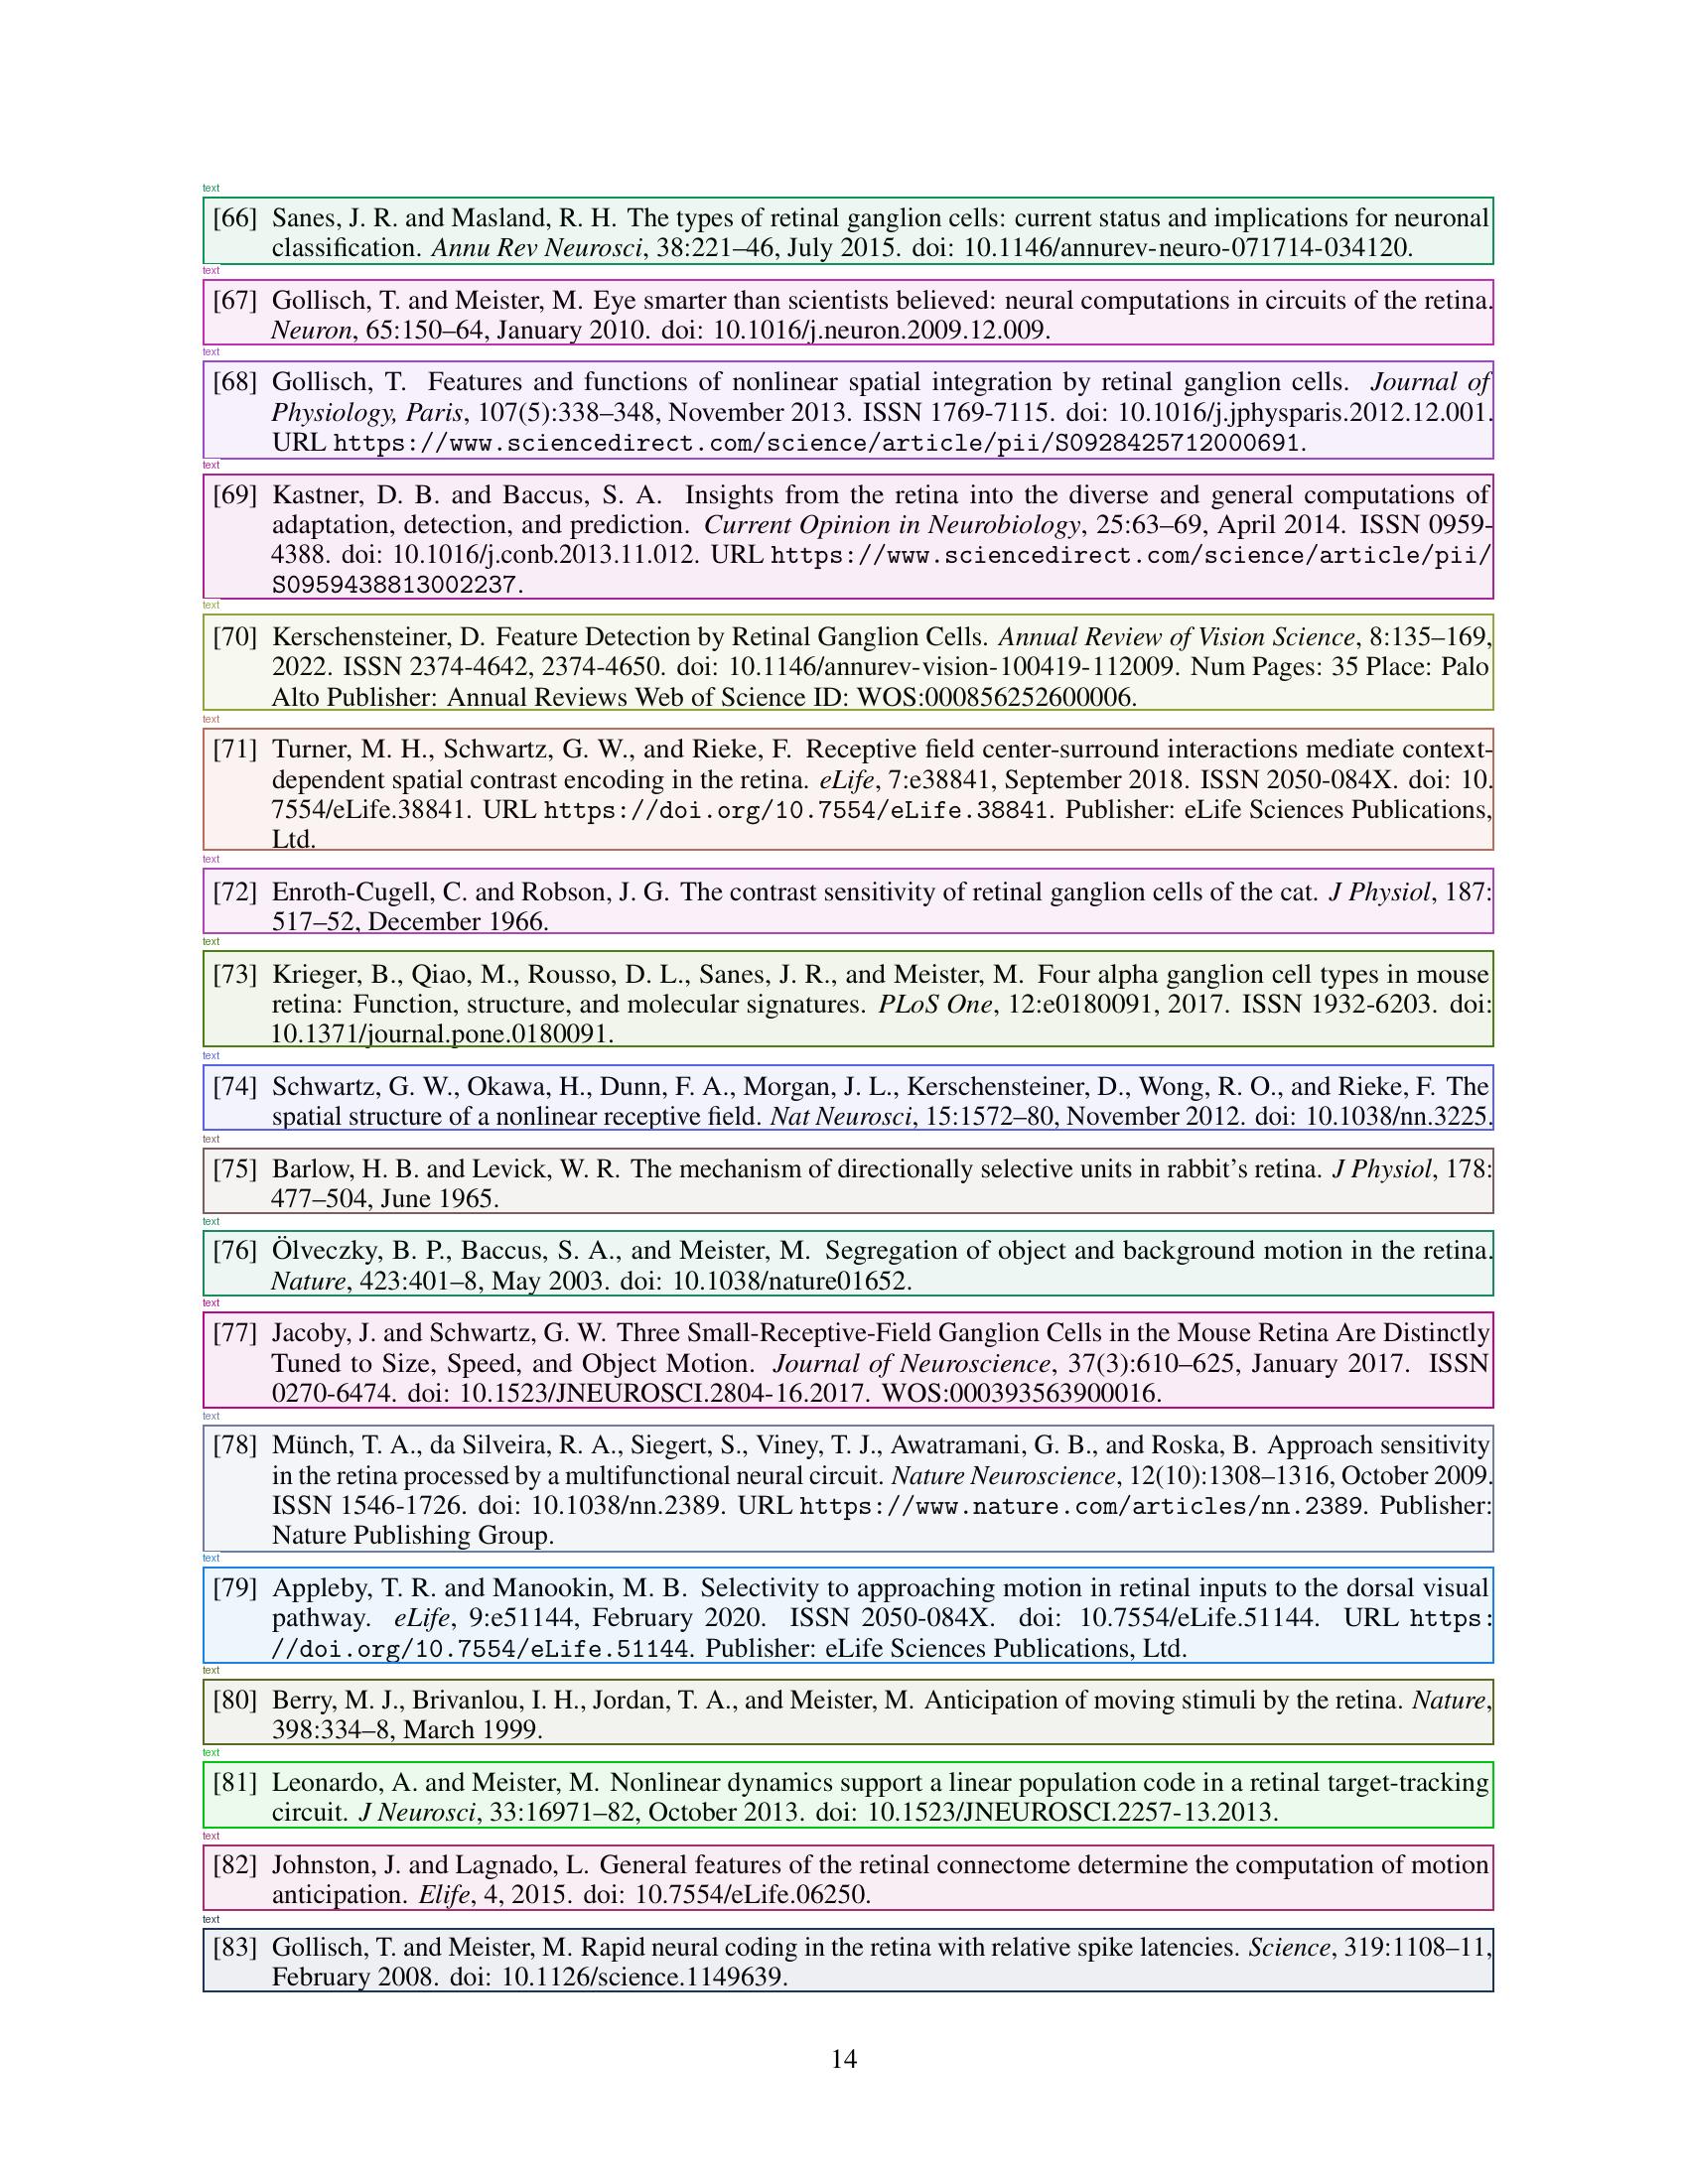 text
[66] Sanes, J. R. and Masland, R. H. The types of retinal ganglion cells: current status and implications for neuronal
classification. Annu Rev Neurosci, 38:221–46, July 2015. doi: 10.1146/annurev-neuro-071714-034120.
text
[67] Gollisch, T. and Meister, M. Eye smarter than scientists believed: neural computations in circuits of the retina.
Neuron, 65:150–64, January 2010. doi: 10.1016/j.neuron.2009.12.009.
text
[68] Gollisch, T. Features and functions of nonlinear spatial integration by retinal ganglion cells. Journal of
Physiology, Paris, 107(5):338–348, November 2013. ISSN 1769-7115. doi: 10.1016/j.jphysparis.2012.12.001.
URL https://www.sciencedirect.com/science/article/pii/S0928425712000691.
text
[69] Kastner, D. B. and Baccus, S. A. Insights from the retina into the diverse and general computations of
adaptation, detection, and prediction. Current Opinion in Neurobiology, 25:63–69, April 2014. ISSN 0959-
4388. doi: 10.1016/j.conb.2013.11.012. URL https://www.sciencedirect.com/science/article/pii/
S0959438813002237.
text
[70] Kerschensteiner, D. Feature Detection by Retinal Ganglion Cells. Annual Review of Vision Science, 8:135–169,
2022. ISSN 2374-4642, 2374-4650. doi: 10.1146/annurev-vision-100419-112009. Num Pages: 35 Place: Palo
Alto Publisher: Annual Reviews Web of Science ID: WOS:000856252600006.
text
[71] Turner, M. H., Schwartz, G. W., and Rieke, F. Receptive field center-surround interactions mediate context-
dependent spatial contrast encoding in the retina. eLife, 7:e38841, September 2018. ISSN 2050-084X. doi: 10.
7554/eLife.38841. URL https://doi.org/10.7554/eLife.38841. Publisher: eLife Sciences Publications,
Ltd.
text
[72] Enroth-Cugell, C. and Robson, J. G. The contrast sensitivity of retinal ganglion cells of the cat. J Physiol, 187:
517–52, December 1966.
text
[73] Krieger, B., Qiao, M., Rousso, D. L., Sanes, J. R., and Meister, M. Four alpha ganglion cell types in mouse
retina: Function, structure, and molecular signatures. PLoS One, 12:e0180091, 2017. ISSN 1932-6203. doi:
10.1371/journal.pone.0180091.
text
[74] Schwartz, G. W., Okawa, H., Dunn, F. A., Morgan, J. L., Kerschensteiner, D., Wong, R. O., and Rieke, F. The
spatial structure of a nonlinear receptive field. Nat Neurosci, 15:1572–80, November 2012. doi: 10.1038/nn.3225.
text
[75] Barlow, H. B. and Levick, W. R. The mechanism of directionally selective units in rabbit's retina. J Physiol, 178:
477–504, June 1965.
text
[76] Ölveczky, B. P., Baccus, S. A., and Meister, M. Segregation of object and background motion in the retina.
Nature, 423:401–8, May 2003. doi: 10.1038/nature01652.
text
[77] Jacoby, J. and Schwartz, G. W. Three Small-Receptive-Field Ganglion Cells in the Mouse Retina Are Distinctly
Tuned to Size, Speed, and Object Motion. Journal of Neuroscience, 37(3):610–625, January 2017. ISSN
0270-6474. doi: 10.1523/JNEUROSCI.2804-16.2017. WOS:000393563900016.
text
[78] Münch, T. A., da Silveira, R. A., Siegert, S., Viney, T. J., Awatramani, G. B., and Roska, B. Approach sensitivity
in the retina processed by a multifunctional neural circuit. Nature Neuroscience, 12(10):1308–1316, October 2009.
ISSN 1546-1726. doi: 10.1038/nn.2389. URL https://www.nature.com/articles/nn.2389. Publisher:
Nature Publishing Group.
text
[79] Appleby, T. R. and Manookin, M. B. Selectivity to approaching motion in retinal inputs to the dorsal visual
pathway. eLife, 9:e51144, February 2020. ISSN 2050-084X. doi: 10.7554/eLife.51144. URL https:
//doi.org/10.7554/eLife.51144. Publisher: eLife Sciences Publications, Ltd.
text
[80] Berry, M. J., Brivanlou, I. H., Jordan, T. A., and Meister, M. Anticipation of moving stimuli by the retina. Nature,
398:334–8, March 1999.
text
[81] Leonardo, A. and Meister, M. Nonlinear dynamics support a linear population code in a retinal target-tracking
circuit. J Neurosci, 33:16971–82, October 2013. doi: 10.1523/JNEUROSCI.2257-13.2013.
text
[82] Johnston, J. and Lagnado, L. General features of the retinal connectome determine the computation of motion
anticipation. Elife, 4, 2015. doi: 10.7554/eLife.06250.
text
[83] Gollisch, T. and Meister, M. Rapid neural coding in the retina with relative spike latencies. Science, 319:1108–11,
February 2008. doi: 10.1126/science.1149639.
14